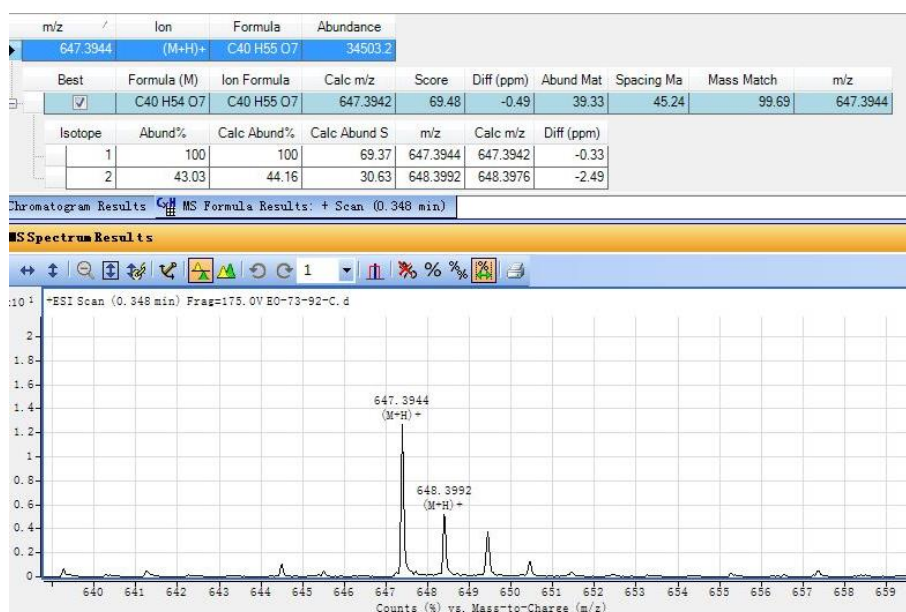 m/z Ion Formula Abundance
647.3944 (M+H)+ C40 H55 O7 34503.2
Best Formula (M) Ion Formula Calc m/z Score Diff (ppm) Abund Mat Spacing Ma Mass Match m/z
C40 H54 O7 C40 H55 O7 647.3942 69.48 -0.49 39.33 45.24 99.69 647.3944
Isotope Abund% Calc Abund% Calc Abund S m/z Calc m/z Diff (ppm)
1 100 100 69.37 647.3944 647.3942 -0.33
2 43.03 44.16 30.63 648.3992 648.3976 -2.49
Chromatogram Results MS Formula Results: + Scan (0.348 min)
MS Spectrum Results
1
:10 1 +ESI Scan (0.348 min) Frag=175.0V EO-73-92-C.d
2
1.8
1.6
1.4
1.2
1
0.8
0.6
0.4
0.2
0
647.3944
(M+H)+
648.3992
(M+H)+
640 641 642 643 644 645 646 647 648 649 650 651 652 653 654 655 656 657 658 659
Counts (%) vs. Mass-to-Charge (m/z)